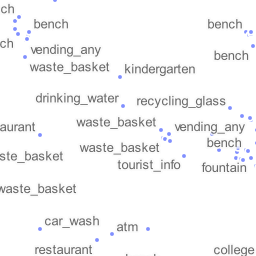 ch
bench
bench
ch
vending_any
bench
waste_basket
kindergarten
drinking_water
recycling_glass
aurant
waste_basket
vending_any
waste_basket
bench
ste_basket
tourist_info
fountain
waste_basket
car_wash
atm
restaurant
college